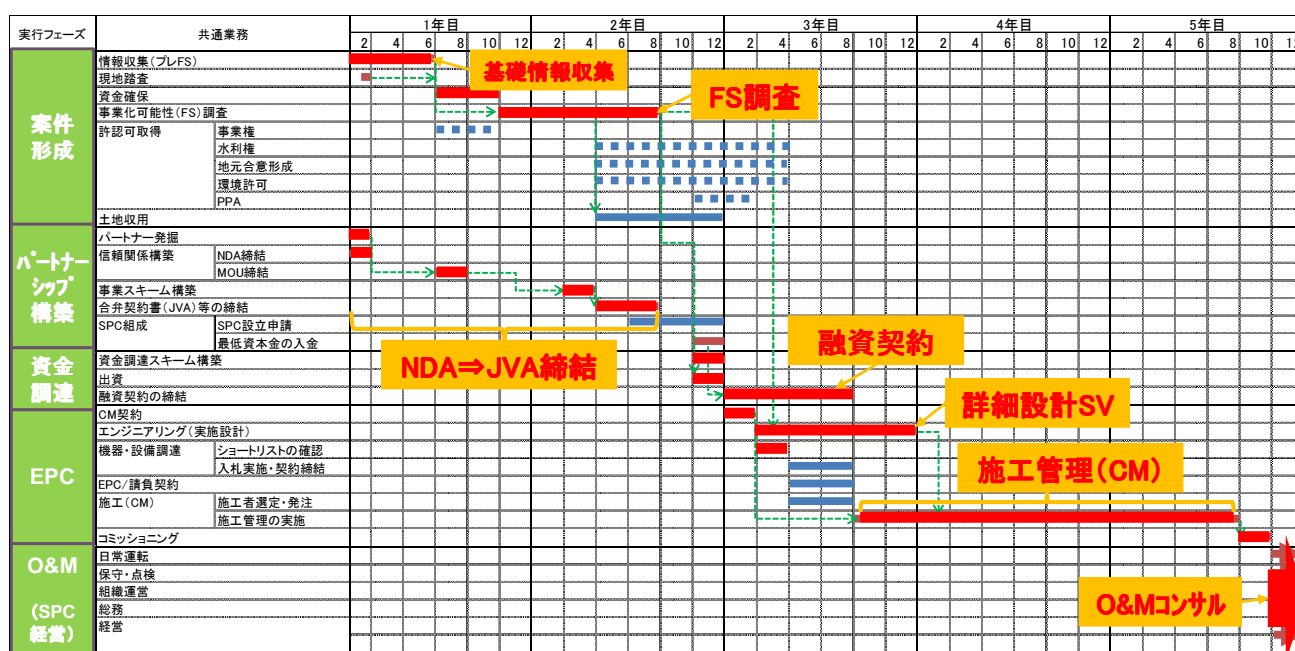 実行フェーズ 共通業務 1年目 2年目 3年目 4年目 5年目
2 4 6 8 10 12 2 4 6 8 10 12 2 4 6 8 10 12 2 4 6 8 10 12 2 4 6 8 10
案件
形成
情報収集(プレFS)
基礎情報収集
現地踏査
資金確保
FS調査
事業化可能性(FS)調査
許認可取得 事業権
水利権
地元合意形成
環境許可
PPA
土地収用
パートナー
シップ
構築
パートナー発掘
信頼関係構築 NDA締結
MOU締結
事業スキーム構築
合弁契約書(JVA)等の締結
SPC組成 SPC設立申請
最低資本金の入金
NDA⇒JVA締結
融資契約
資金
調達
資金調達スキーム構築
出資
融資契約の締結
詳細設計SV
EPC
CM契約
エンジニアリング(実施設計)
機器・設備調達 ショートリストの確認
入札実施・契約締結
施工管理(CM)
EPC/請負契約
施工(CM) 施工者選定・発注
施工管理の実施
コミッショニング
O&M
(SPC
経営)
日常運転
保守・点検
組織運営
総務
経営
O&Mコンサル